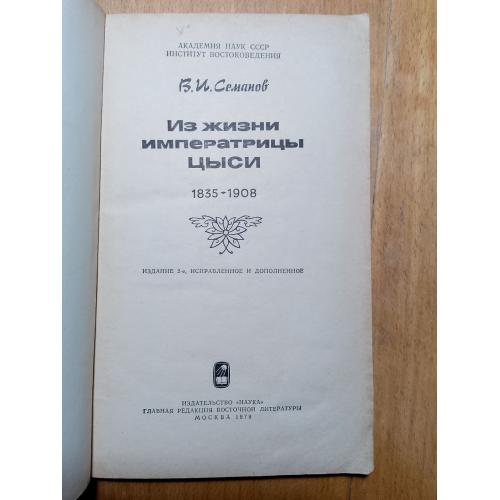 АКАДЕМИЯ НАУК СССР
ИНСТИТУТ ВОСТОКОВЕДЕНИЯ
В.И. Семанов
Из жизни
императрицы
Цыси
1835-1908
ИЗДАНИЕ 2-е, ИСПРАВЛЕННОЕ И ДОПОЛНЕННОЕ
ИЗДАТЕЛЬСТВО «НАУКА»
ГЛАВНАЯ РЕДАКЦИЯ ВОСТОЧНОЙ ЛИТЕРАТУРЫ
МОСКВА 1979